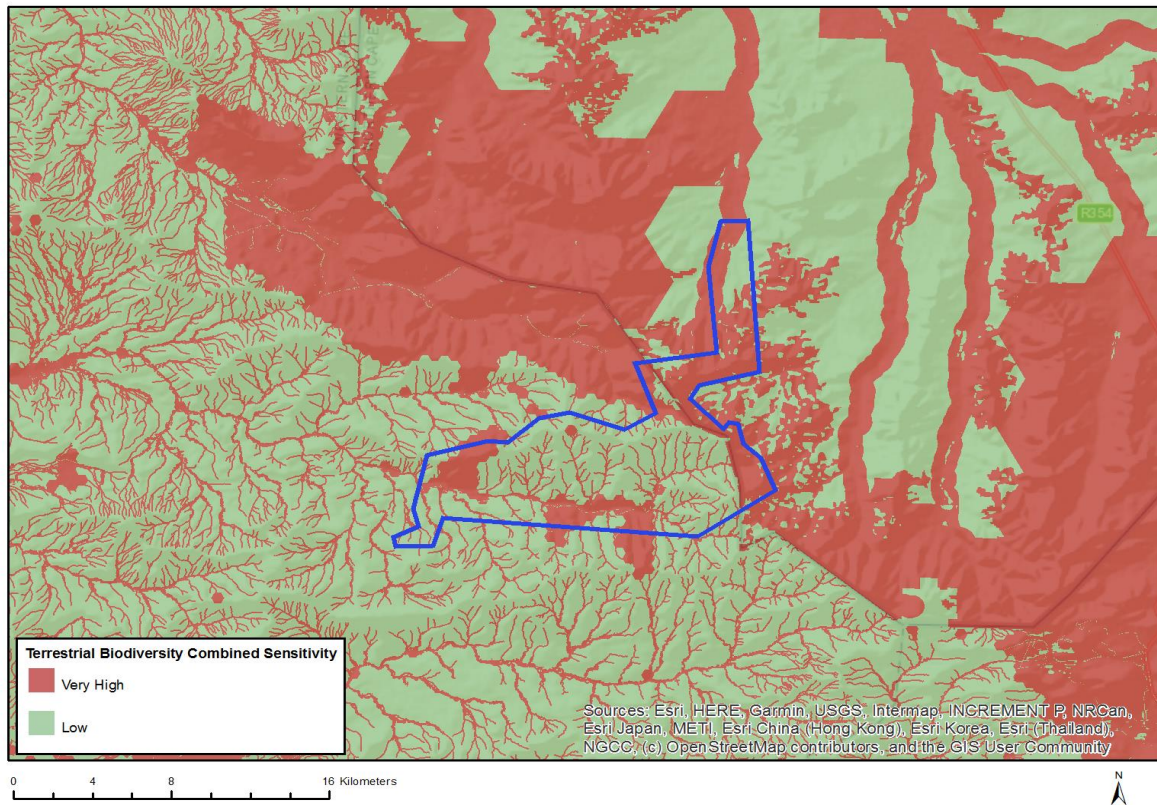 R354
Terrestrial Biodiversity Combined Sensitivity
Very High
Low
Sources: Esri, HERE, Garmin, USGS, Intermap, INCREMENT P, NRCan,
Esri Japan, METI, Esri China (Hong Kong), Esri Korea, Esri (Thailand),
NGCC, (c) OpenStreetMap contributors, and the GIS User Community
0 4 8 16 Kilometers
N